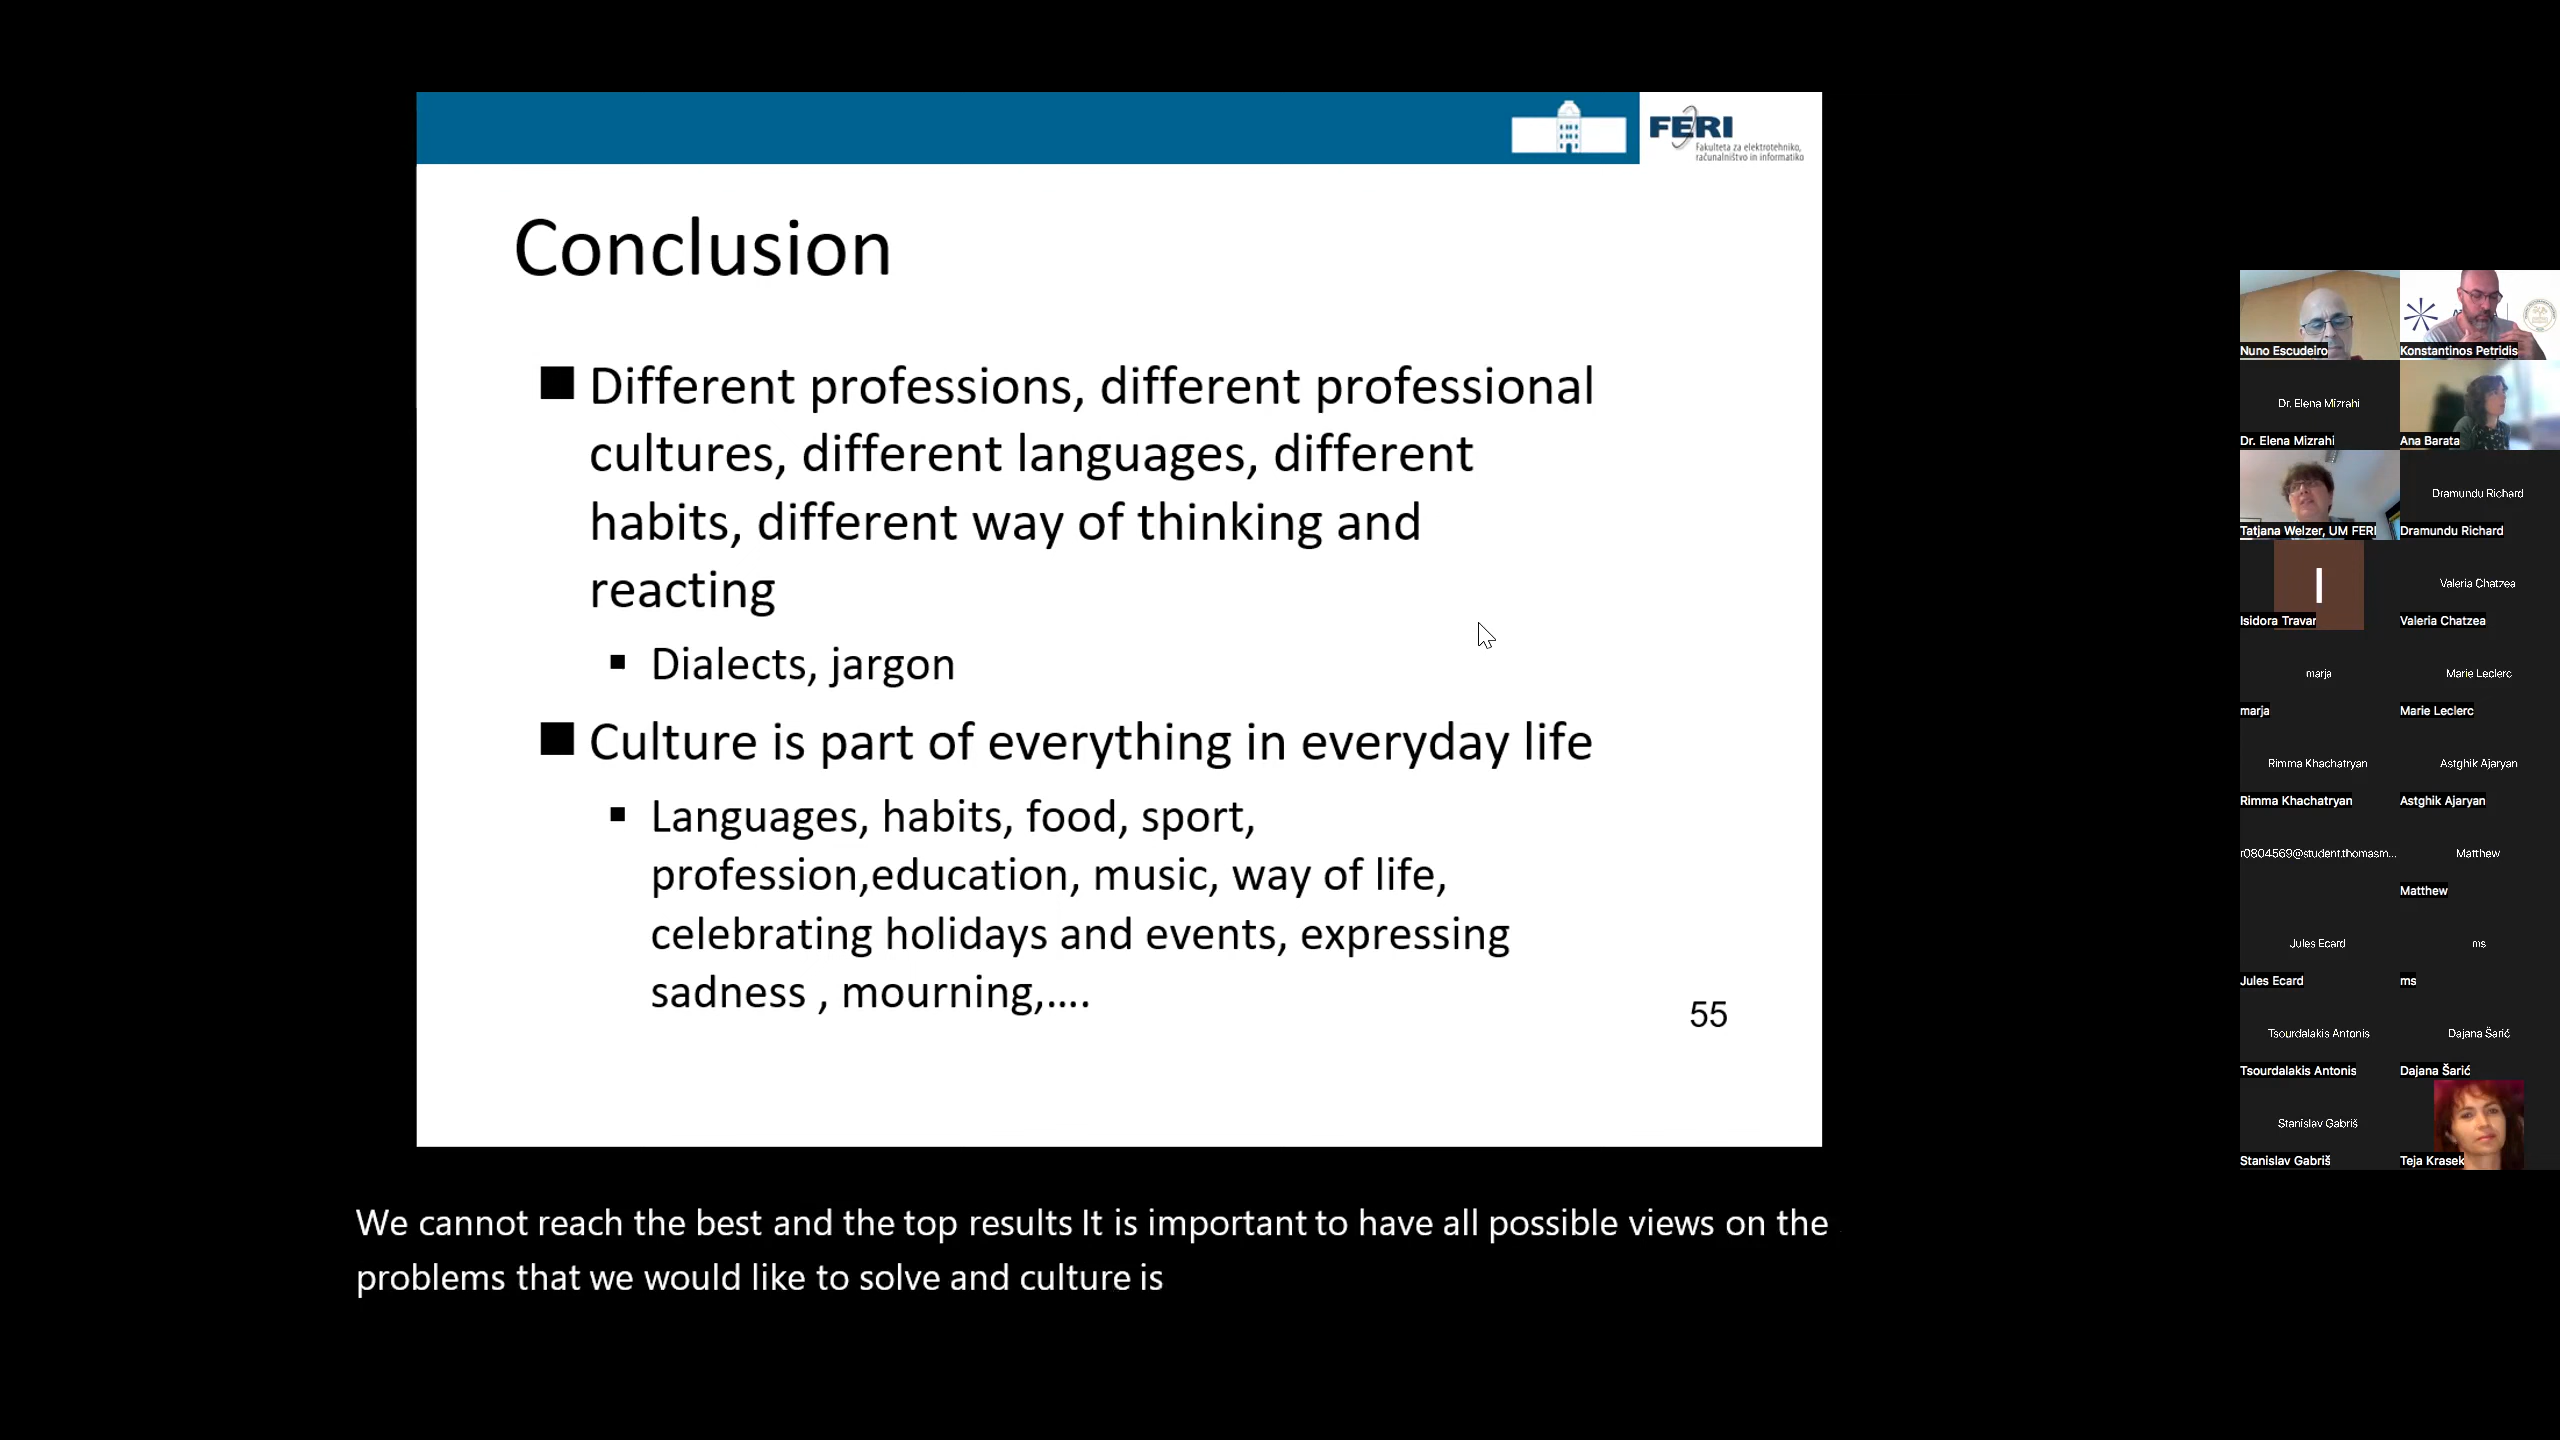 FERI
Fakulteta za elektrotehniko,
računalništvo in informatiko
Conclusion
Different professions, different professional
cultures, different languages, different
habits, different way of thinking and
reacting
Dialects, jargon
Culture is part of everything in everyday life
Languages, habits, food, sport,
profession,education, music, way of life,
celebrating holidays and events, expressing
sadness , mourning,....
55
We cannot reach the best and the top results It is important to have all possible views on the
problems that we would like to solve and culture is
Nuno Escudeiro
Konstantinos Petridis
Dr. Elena Mizrahi
Dr. Elena Mizrahi
Ana Barata
Tatjana Welzer, UM FERI
Dramundu Richard
Dramundu Richard
I
Isidora Travar
Valeria Chatzea
Valeria Chatzea
marja
marja
Marie Leclerc
Marie Leclerc
Rimma Khachatryan
Rimma Khachatryan
Astghik Ajaryan
Astghik Ajaryan
r0804569@student.thomasm...
Matthew
Matthew
Jules Ecard
Jules Ecard
ms
ms
Tsourdalakis Antonis
Tsourdalakis Antonis
Dajana Šarić
Dajana Šarić
Stanislav Gabriš
Stanislav Gabriš
Teja Krasek